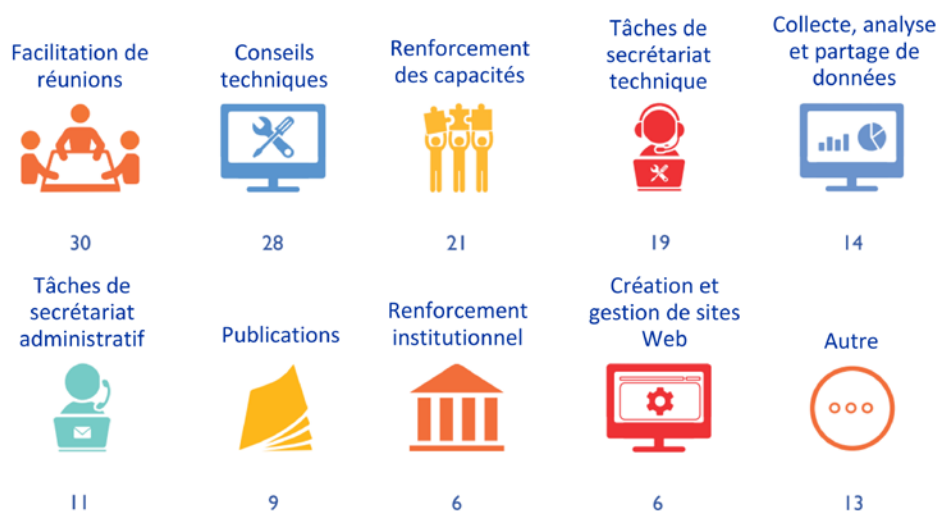 Facilitation de
réunions
Conseils
techniques
Renforcement
des capacités
Tâches de
secrétariat
technique
Collecte, analyse
et partage de
données
30
28
21
19
14
Tâches de
secrétariat
administratif
Publications
Renforcement
institutionnel
Création et
gestion de sites
Web
Autre
11
9
6
6
13